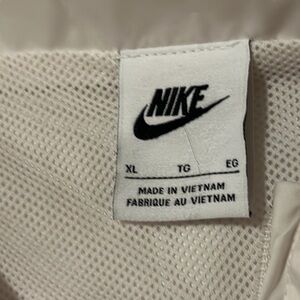 NIKE
XL TG EG
MADE IN VIETNAM
FABRIQUE AU VIETNAM